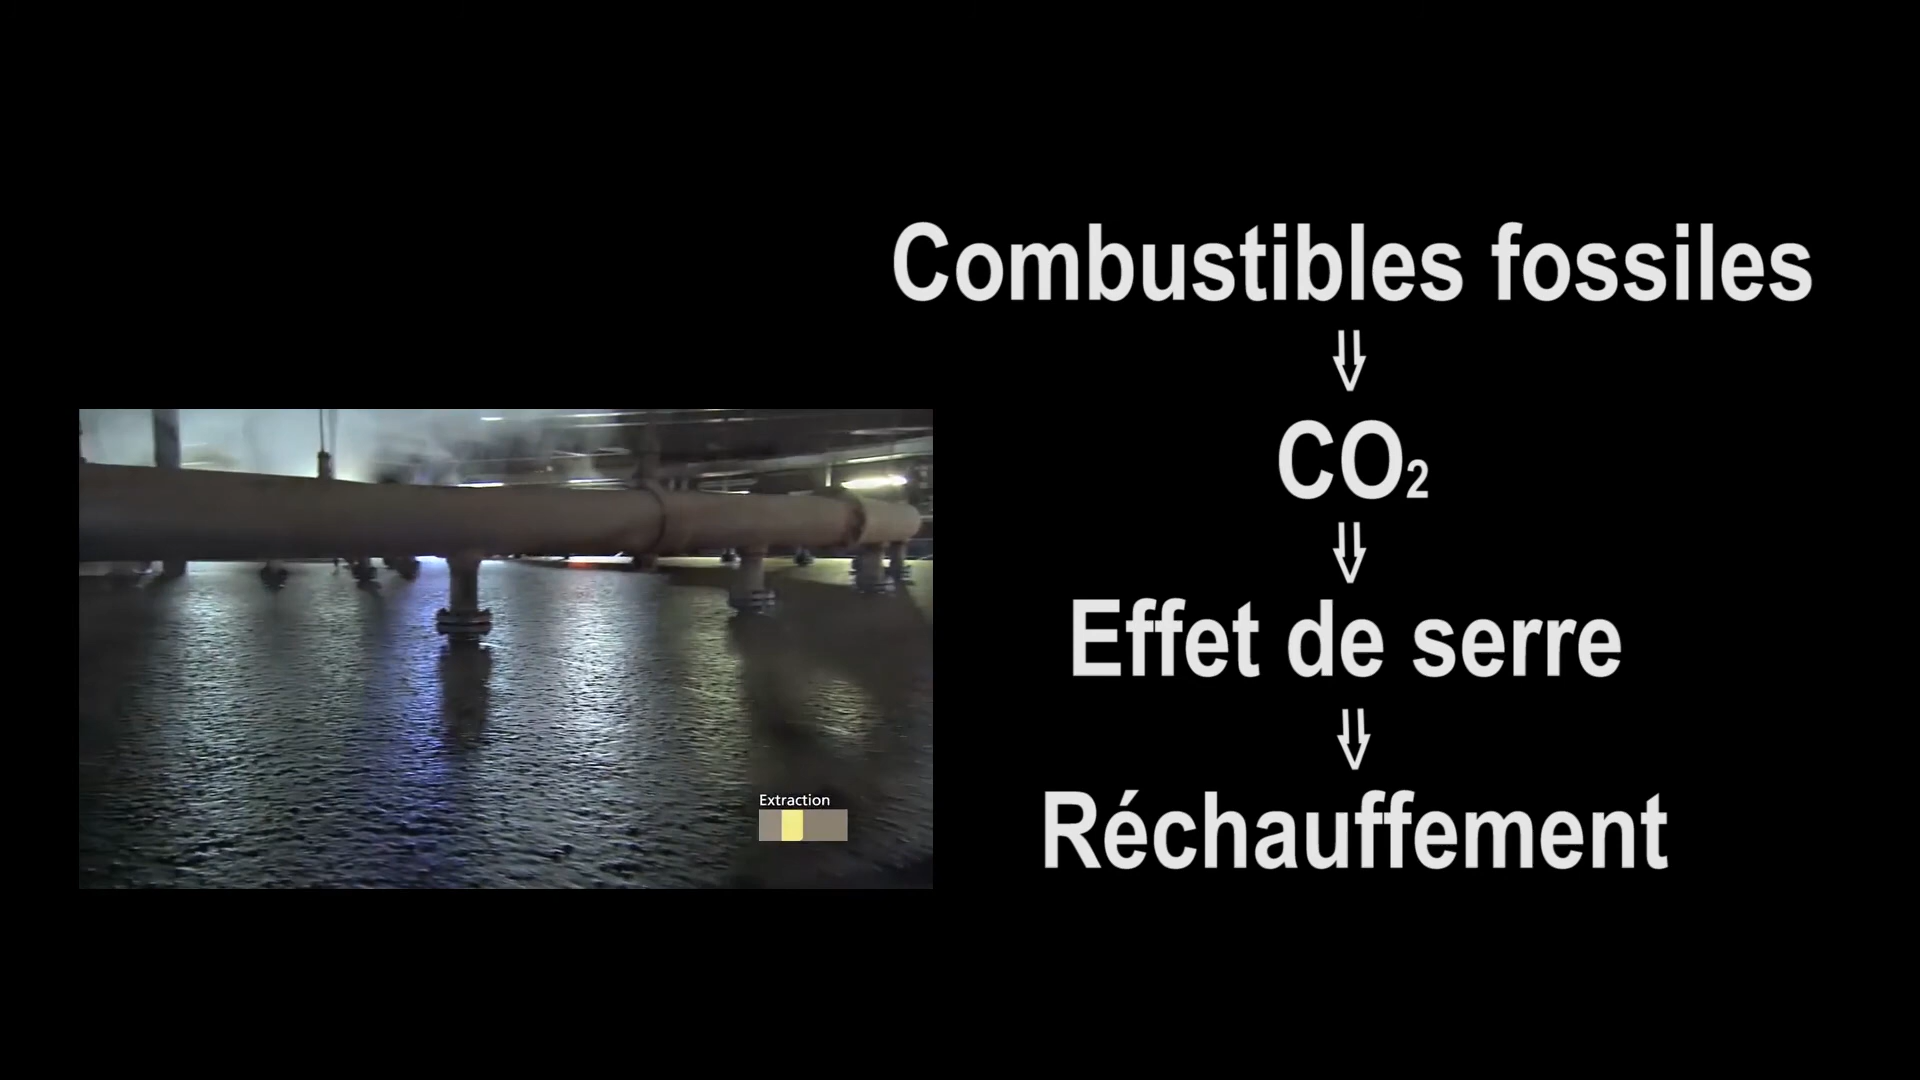 Combustibles fossiles
⇓
CO₂
⇓
Effet de serre
⇓
Réchauffement
Extraction